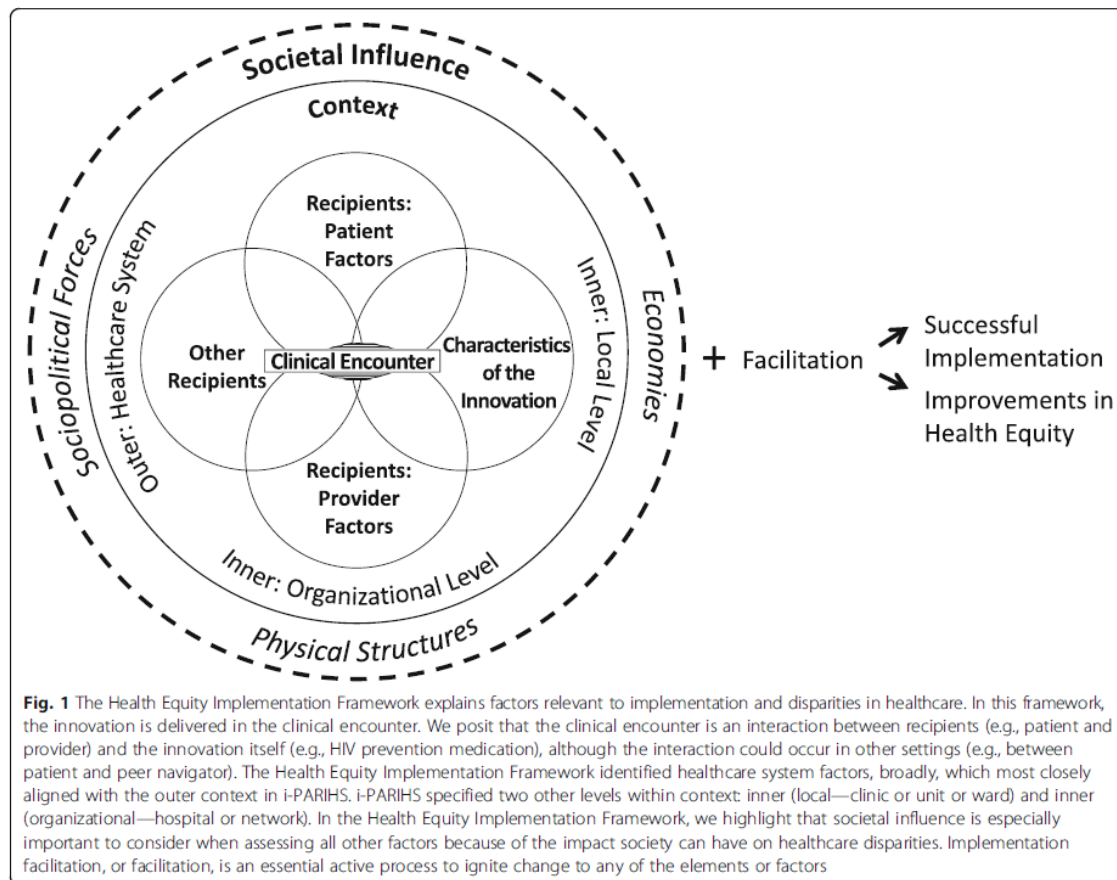 Societal Influence
Context
Sociopolitical Forces
Outer: Healthcare System
Recipients:
Patient
Factors
Other
Recipients
Clinical Encounter
Characteristics
of the
Innovation
Recipients:
Provider
Factors
Inner: Local Level
Economies
Inner: Organizational Level
Physical Structures
+ Facilitation
Successful
Implementation
Improvements in
Health Equity
Fig. 1 The Health Equity Implementation Framework explains factors relevant to implementation and disparities in healthcare. In this framework,
the innovation is delivered in the clinical encounter. We posit that the clinical encounter is an interaction between recipients (e.g., patient and
provider) and the innovation itself (e.g., HIV prevention medication), although the interaction could occur in other settings (e.g., between
patient and peer navigator). The Health Equity Implementation Framework identified healthcare system factors, broadly, which most closely
aligned with the outer context in i-PARIHS. i-PARIHS specified two other levels within context: inner (local—clinic or unit or ward) and inner
(organizational—hospital or network). In the Health Equity Implementation Framework, we highlight that societal influence is especially
important to consider when assessing all other factors because of the impact society can have on healthcare disparities. Implementation
facilitation, or facilitation, is an essential active process to ignite change to any of the elements or factors